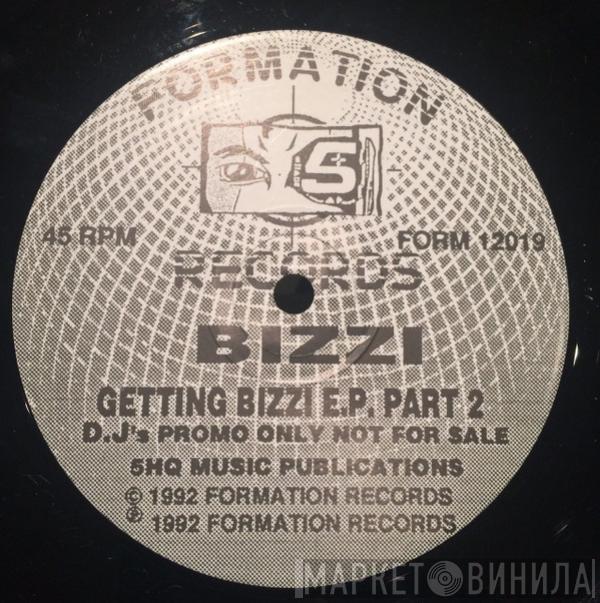 FORMATION
5
45 RPM
FORM 12019
RECORDS
BIZZI
GETTING BIZZI E.P. PART 2
D.J's PROMO ONLY NOT FOR SALE
5HQ MUSIC PUBLICATIONS
© 1992 FORMATION RECORDS
℗ 1992 FORMATION RECORDS
МАРКЕТ ВИНИЛА